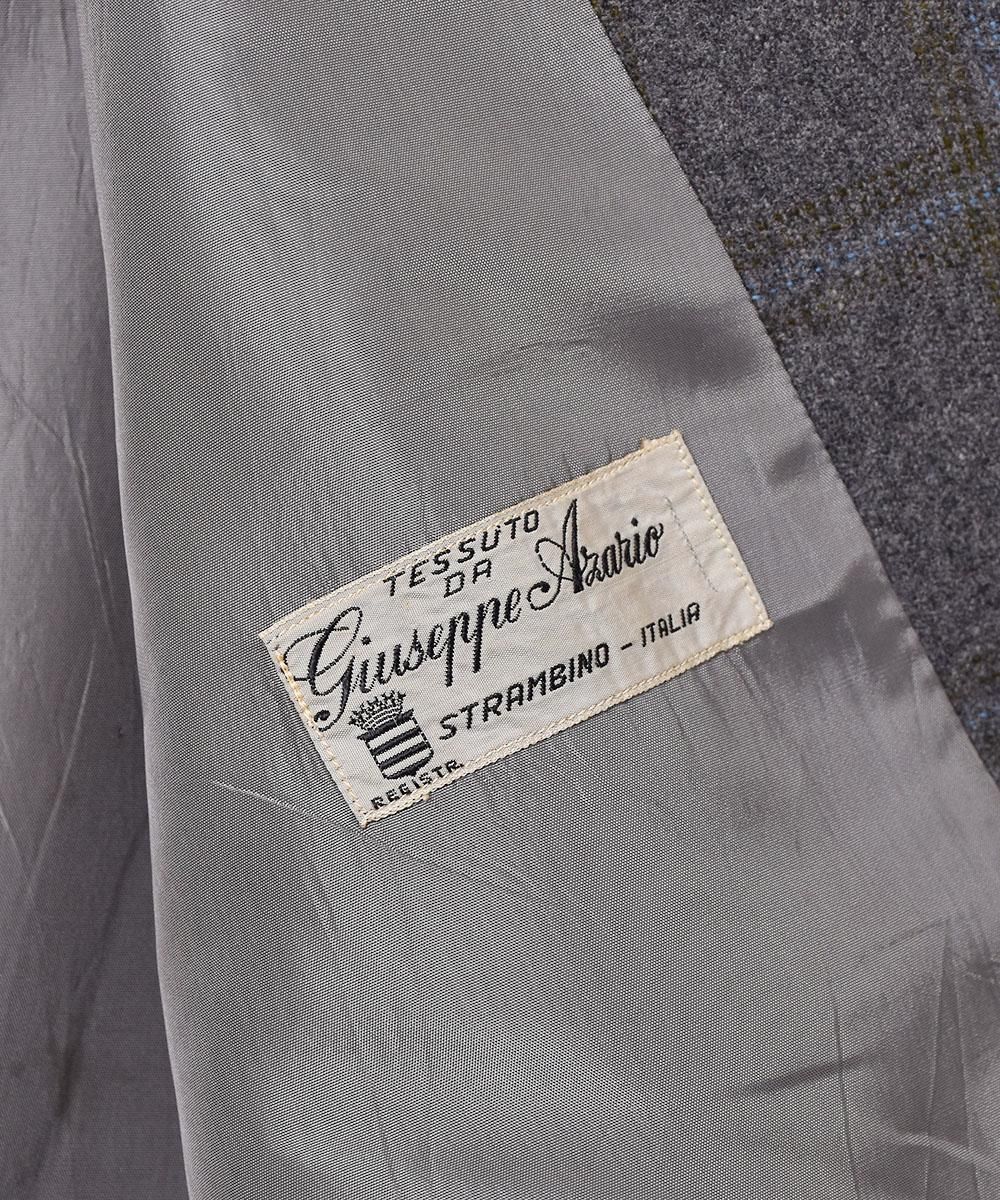 TESSUTO
DA
Giuseppe Azario
STRAMBINO - ITALIA
REGISTR.